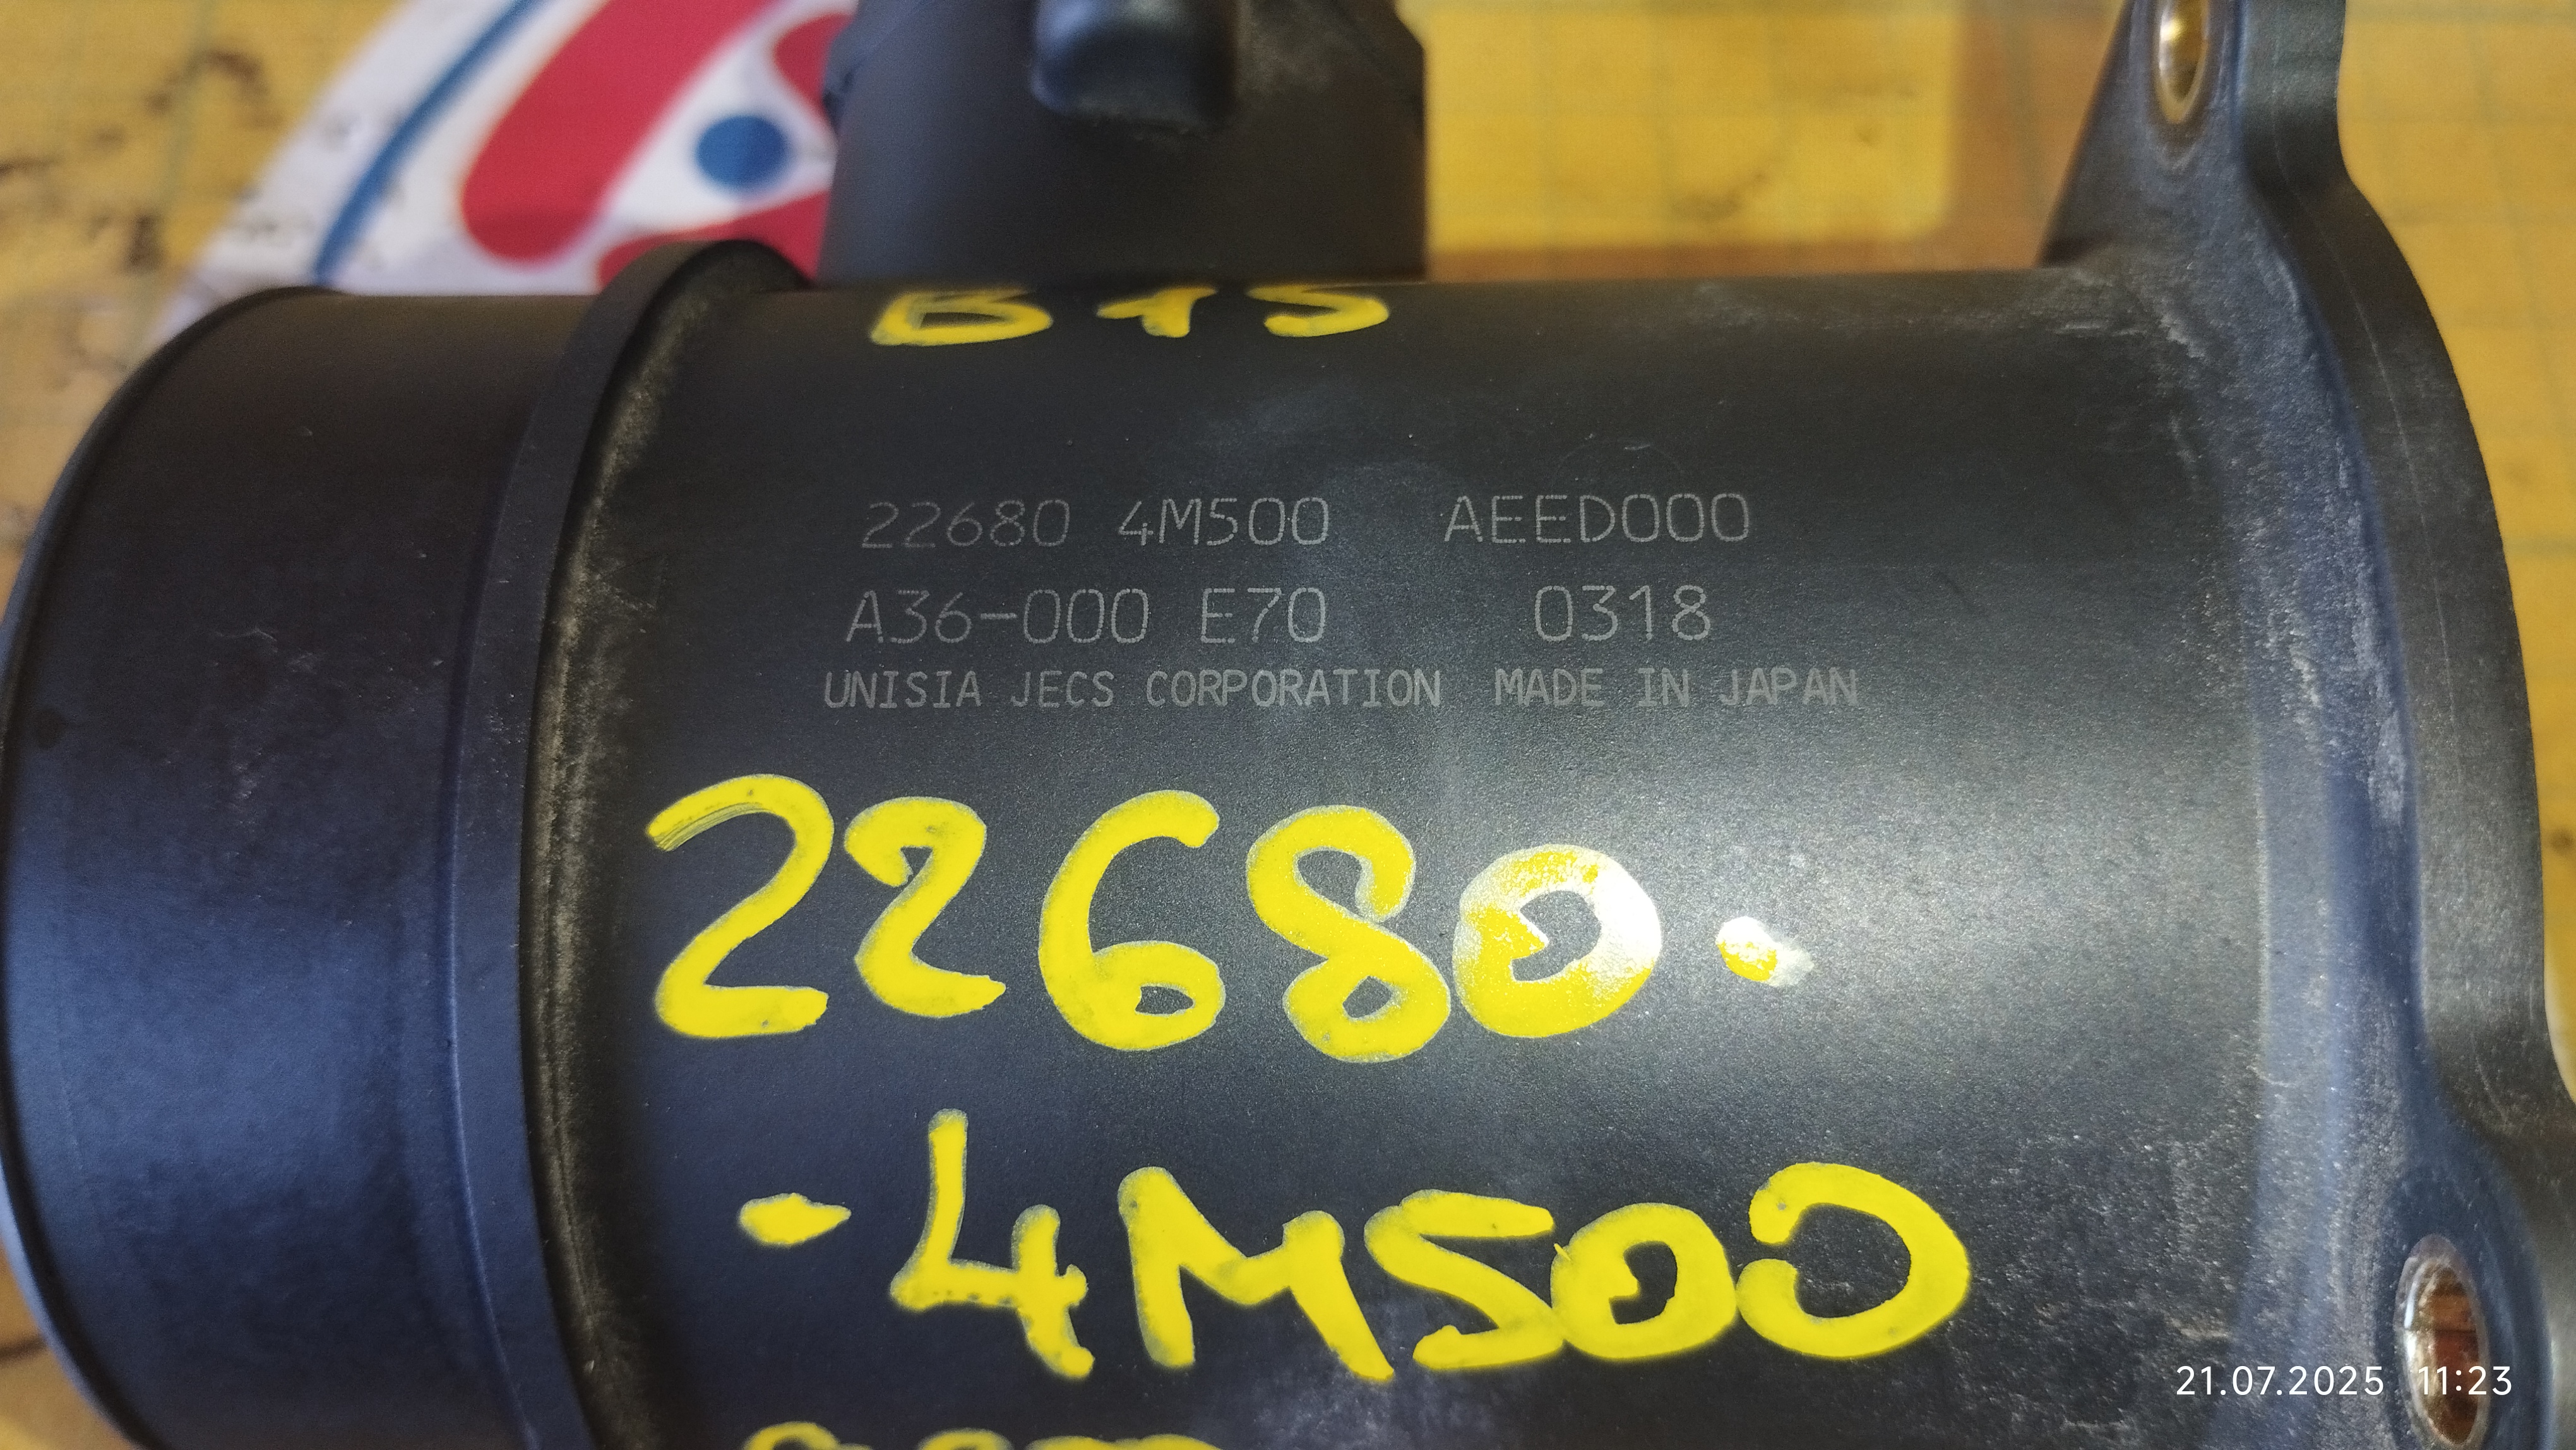 B15
22680 4M500 AEED000
A36-000 E70 0318
UNISIA JECS CORPORATION MADE IN JAPAN
22680-
-4M500
21.07.2025 11:23